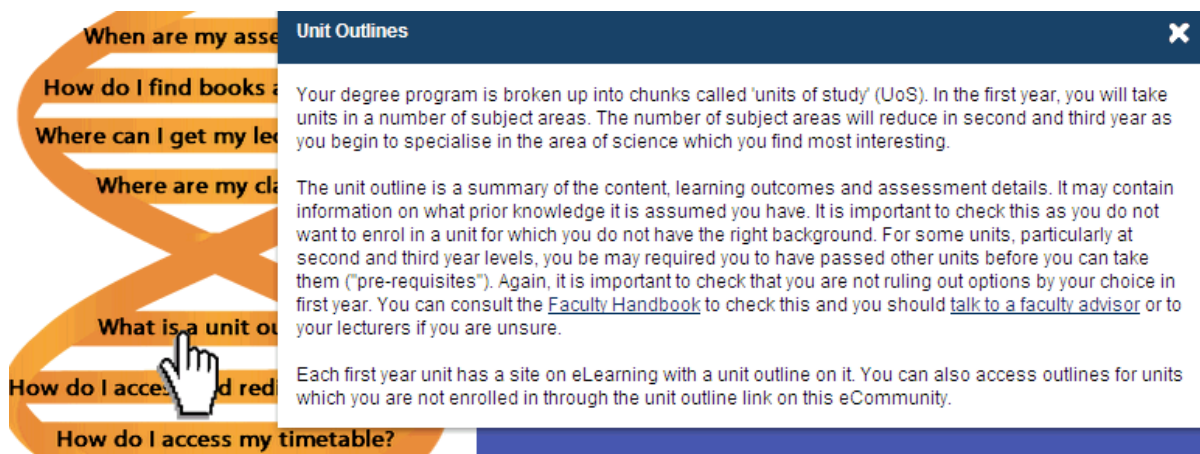 When are my asse
How do I find books a
Where can I get my lec
Where are my cla
What is a unit ou
How do I acces d redi
How do I access my timetable?
Unit Outlines
Your degree program is broken up into chunks called 'units of study' (UoS). In the first year, you will take
units in a number of subject areas. The number of subject areas will reduce in second and third year as
you begin to specialise in the area of science which you find most interesting.
The unit outline is a summary of the content, learning outcomes and assessment details. It may contain
information on what prior knowledge it is assumed you have. It is important to check this as you do not
want to enrol in a unit for which you do not have the right background. For some units, particularly at
second and third year levels, you be may required you to have passed other units before you can take
them ("pre-requisites"). Again, it is important to check that you are not ruling out options by your choice in
first year. You can consult the Faculty Handbook to check this and you should talk to a faculty advisor or to
your lecturers if you are unsure.
Each first year unit has a site on eLearning with a unit outline on it. You can also access outlines for units
which you are not enrolled in through the unit outline link on this eCommunity.